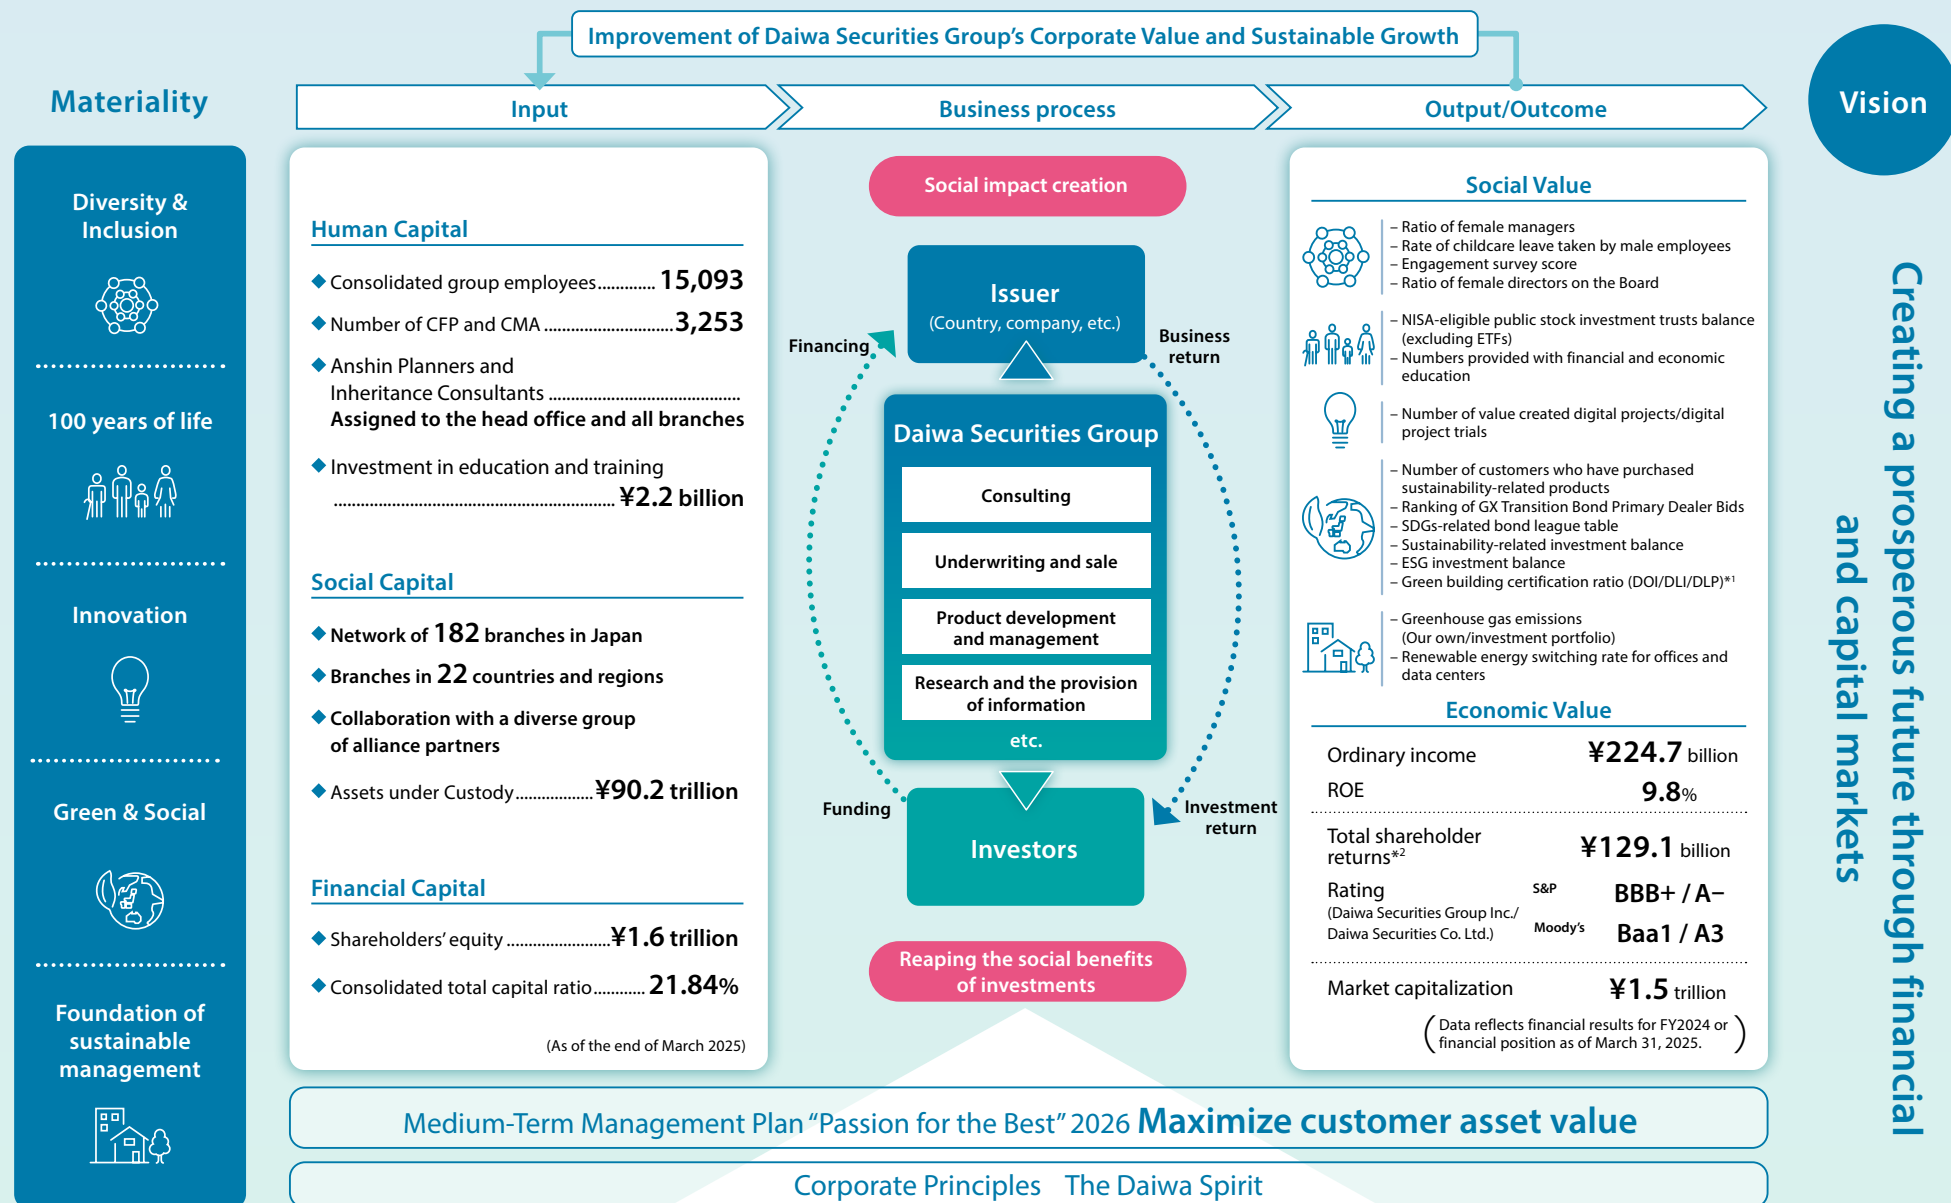 Improvement of Daiwa Securities Group's Corporate Value and Sustainable Growth
Materiality
Input
Business process
Output/Outcome
Vision
Diversity &
Inclusion
100 years of life
Innovation
Green & Social
Foundation of
sustainable
management
Human Capital
◆ Consolidated group employees............. 15,093
◆ Number of CFP and CMA .............................3,253
◆ Anshin Planners and
Inheritance Consultants ...........................................
Assigned to the head office and all branches
◆ Investment in education and training
............................................................... ¥2.2 billion
Social Capital
◆ Network of 182 branches in Japan
◆ Branches in 22 countries and regions
◆ Collaboration with a diverse group
of alliance partners
◆ Assets under Custody.................¥90.2 trillion
Financial Capital
◆ Shareholders' equity .......................¥1.6 trillion
◆ Consolidated total capital ratio............ 21.84%
(As of the end of March 2025)
Social impact creation
Issuer
(Country, company, etc.)
Financing
Business
return
Daiwa Securities Group
Consulting
Underwriting and sale
Product development
and management
Research and the provision
of information
etc.
Funding
Investment
return
Investors
Reaping the social benefits
of investments
Social Value
– Ratio of female managers
– Rate of childcare leave taken by male employees
– Engagement survey score
– Ratio of female directors on the Board
– NISA-eligible public stock investment trusts balance
(excluding ETFs)
– Numbers provided with financial and economic
education
– Number of value created digital projects/digital
project trials
– Number of customers who have purchased
sustainability-related products
– Ranking of GX Transition Bond Primary Dealer Bids
– SDGs-related bond league table
– Sustainability-related investment balance
– ESG investment balance
– Green building certification ratio (DOI/DLI/DLP)*1
– Greenhouse gas emissions
(Our own/investment portfolio)
– Renewable energy switching rate for offices and
data centers
Economic Value
Ordinary income ¥224.7 billion
ROE 9.8%
Total shareholder
returns*2 ¥129.1 billion
Rating S&P BBB+ / A−
(Daiwa Securities Group Inc./
Daiwa Securities Co. Ltd.) Moody's Baa1 / A3
Market capitalization ¥1.5 trillion
(Data reflects financial results for FY2024 or
financial position as of March 31, 2025.)
Creating a prosperous future through financial
and capital markets
Medium-Term Management Plan "Passion for the Best" 2026 Maximize customer asset value
Corporate Principles The Daiwa Spirit